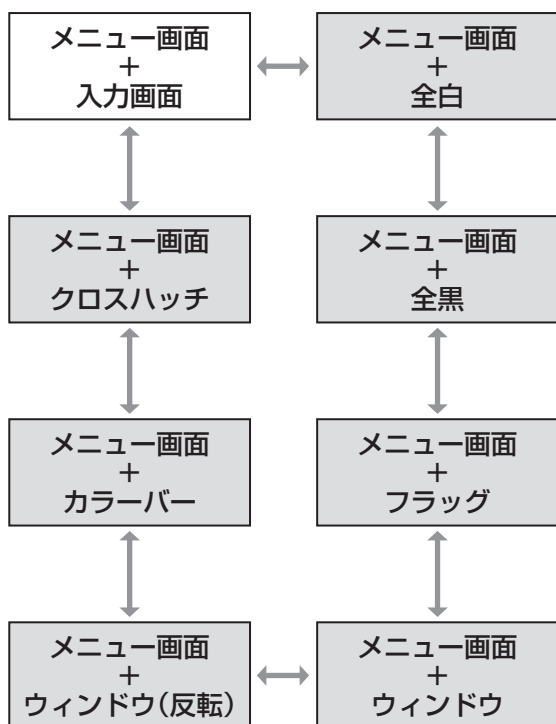 メニュー画面
+
入力画面
メニュー画面
+
全白
メニュー画面
+
クロスハッチ
メニュー画面
+
全黒
メニュー画面
+
カラーバー
メニュー画面
+
フラッグ
メニュー画面
+
ウィンドウ(反転)
メニュー画面
+
ウィンドウ